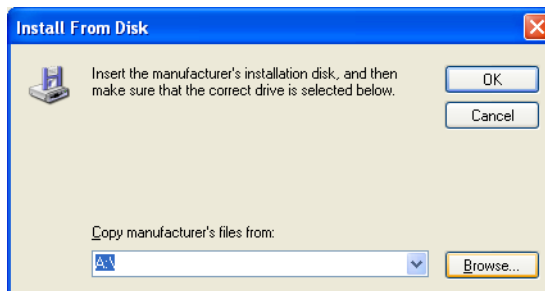 Install From Disk
Insert the manufacturer's installation disk, and then
make sure that the correct drive is selected below.
OK
Cancel
Copy manufacturer's files from:
A:\
Browse...